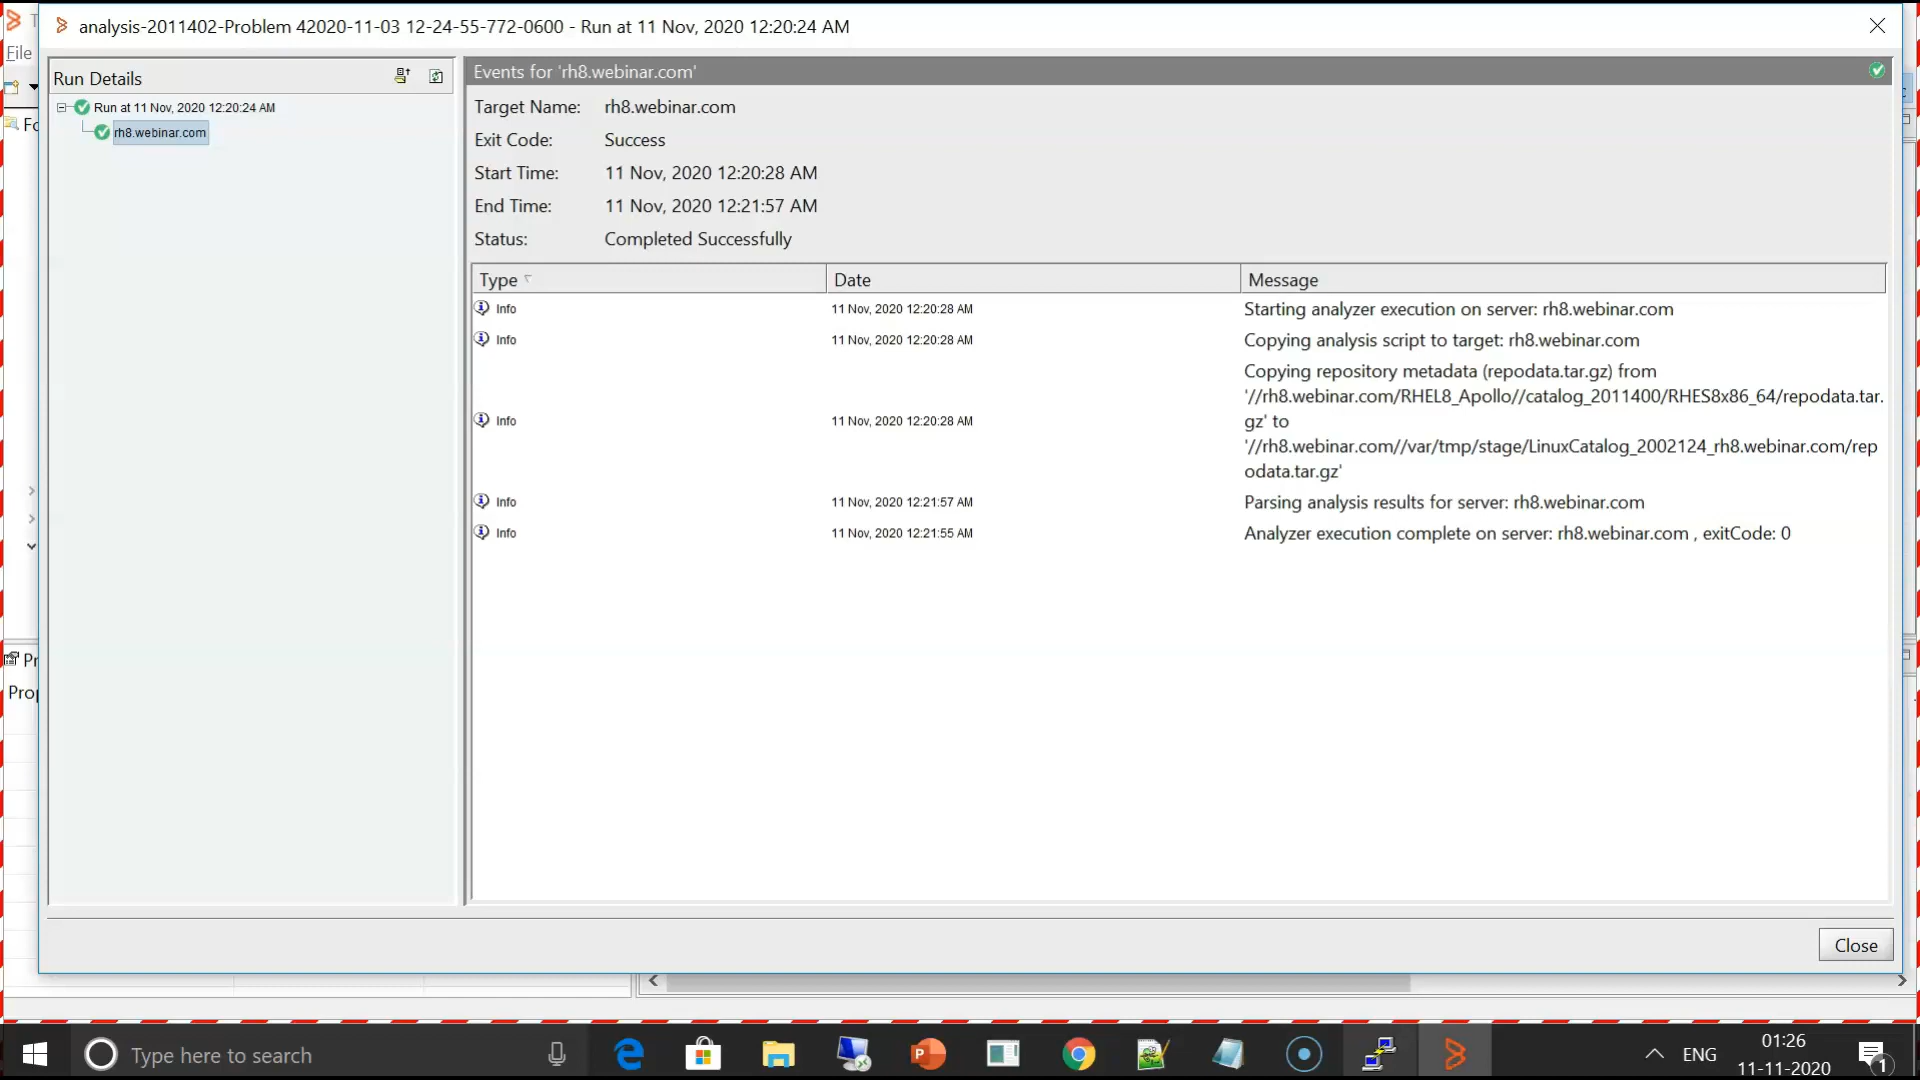 analysis-2011402-Problem 42020-11-03 12-24-55-772-0600 - Run at 11 Nov, 2020 12:20:24 AM
File
Run Details
Run at 11 Nov, 2020 12:20:24 AM
rh8.webinar.com
Events for 'rh8.webinar.com'
Target Name: rh8.webinar.com
Exit Code: Success
Start Time: 11 Nov, 2020 12:20:28 AM
End Time: 11 Nov, 2020 12:21:57 AM
Status: Completed Successfully
Type Date Message
Info 11 Nov, 2020 12:20:28 AM Starting analyzer execution on server: rh8.webinar.com
Info 11 Nov, 2020 12:20:28 AM Copying analysis script to target: rh8.webinar.com
Copying repository metadata (repodata.tar.gz) from
'//rh8.webinar.com/RHEL8_Apollo//catalog_2011400/RHES8x86_64/repodata.tar.
Info 11 Nov, 2020 12:20:28 AM gz' to
'//rh8.webinar.com//var/tmp/stage/LinuxCatalog_2002124_rh8.webinar.com/rep
odata.tar.gz'
Info 11 Nov, 2020 12:21:57 AM Parsing analysis results for server: rh8.webinar.com
Info 11 Nov, 2020 12:21:55 AM Analyzer execution complete on server: rh8.webinar.com , exitCode: 0
Close
Type here to search
ENG
01:26
11-11-2020
1